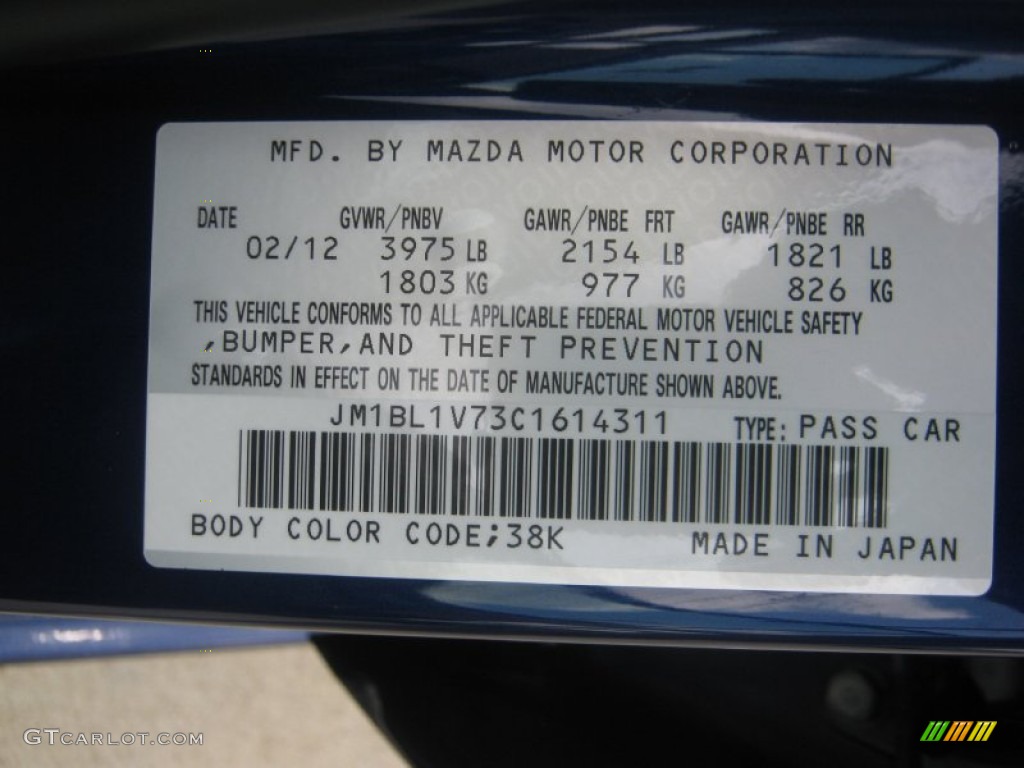 MFD. BY MAZDA MOTOR CORPORATION
DATE GVWR/PNBV GAWR/PNBE FRT GAWR/PNBE RR
02/12 3975 LB 2154 LB 1821 LB
1803 KG 977 KG 826 KG
THIS VEHICLE CONFORMS TO ALL APPLICABLE FEDERAL MOTOR VEHICLE SAFETY
,BUMPER,AND THEFT PREVENTION
STANDARDS IN EFFECT ON THE DATE OF MANUFACTURE SHOWN ABOVE.
JM1BL1V73C1614311 TYPE: PASS CAR
BODY COLOR CODE;38K MADE IN JAPAN
GTCARLOT.COM